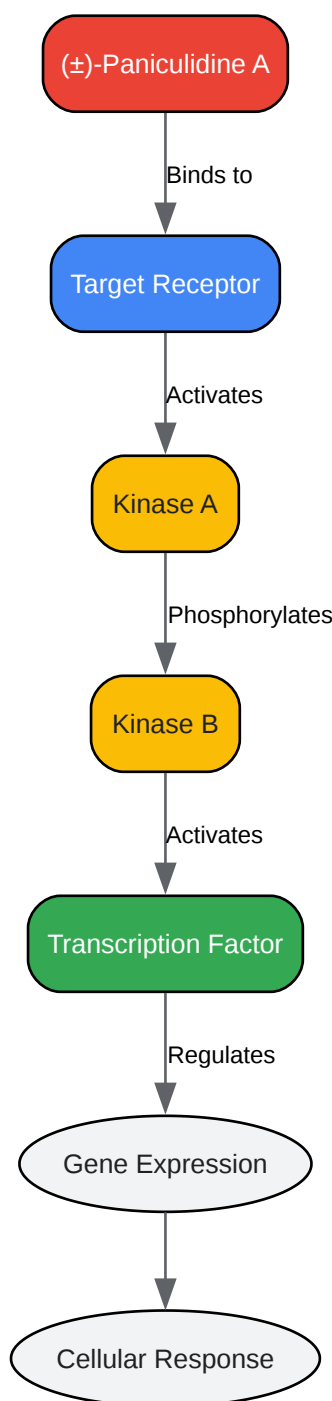 (±)-Paniculidine A
Binds to
Target Receptor
Activates
Kinase A
Phosphorylates
Kinase B
Activates
Transcription Factor
Regulates
Gene Expression
Cellular Response